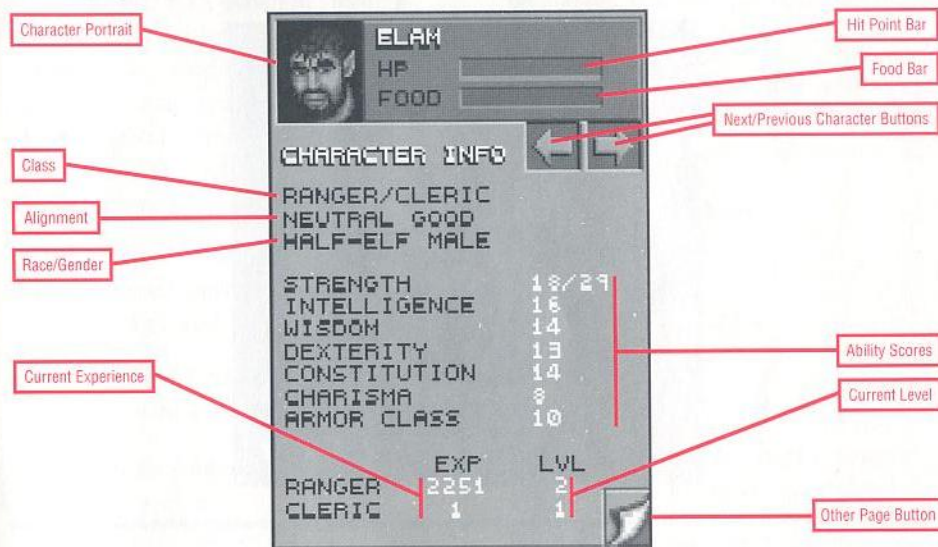 Character Portrait
ELAM
HP
FOOD
Hit Point Bar
Food Bar
Next/Previous Character Buttons
CHARACTER INFO
Class
RANGER/CLERIC
Alignment
NEUTRAL GOOD
Race/Gender
HALF-ELF MALE
STRENGTH 18/29
INTELLIGENCE 16
WISDOM 14
DEXTERITY 13
CONSTITUTION 14
CHARISMA 8
ARMOR CLASS 10
Ability Scores
Current Experience
Current Level
EXP LVL
RANGER 2251 2
CLERIC 1 1
Other Page Button